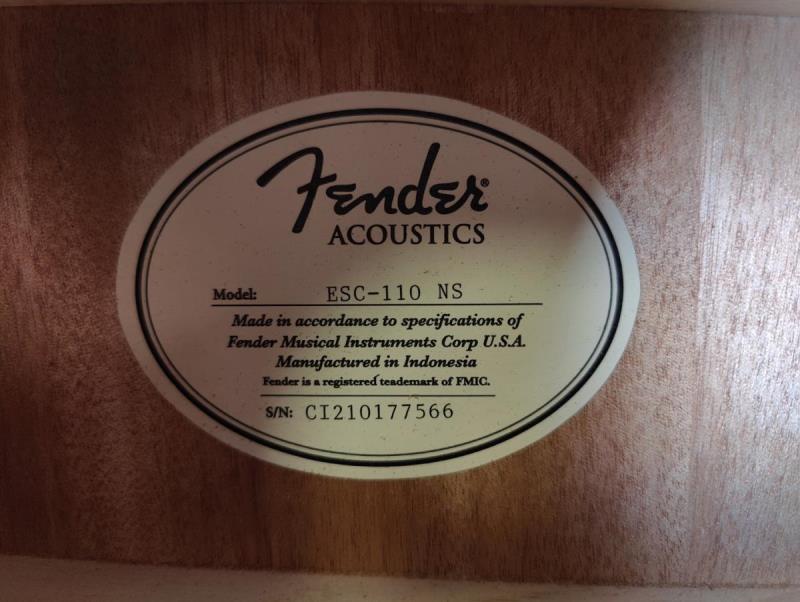 Fender®
ACOUSTICS
Model: ESC-110 NS
Made in accordance to specifications of
Fender Musical Instruments Corp U.S.A.
Manufactured in Indonesia
Fender is a registered teademark of FMIC.
S/N: CI210177566